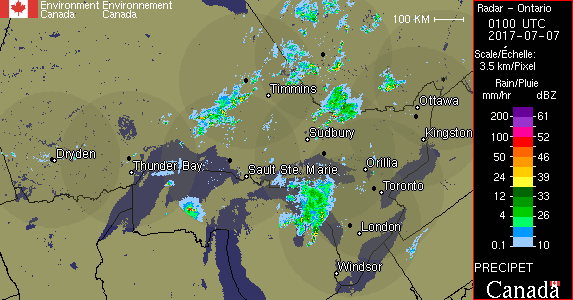 Environment Environnement
Canada Canada
100 KM
Timmins
Ottawa
Sudbury
Kingston
Dryden
Thunder Bay
Sault Ste. Marie
Orillia
Toronto
London
Windsor
Radar - Ontario
0100 UTC
2017-07-07
Scale/Échelle:
3.5 km/Pixel
Rain/Pluie
mm/hr dBZ
200 61
100 52
50 46
24 39
12 33
4 26
0.1 10
PRECIPET
Canada